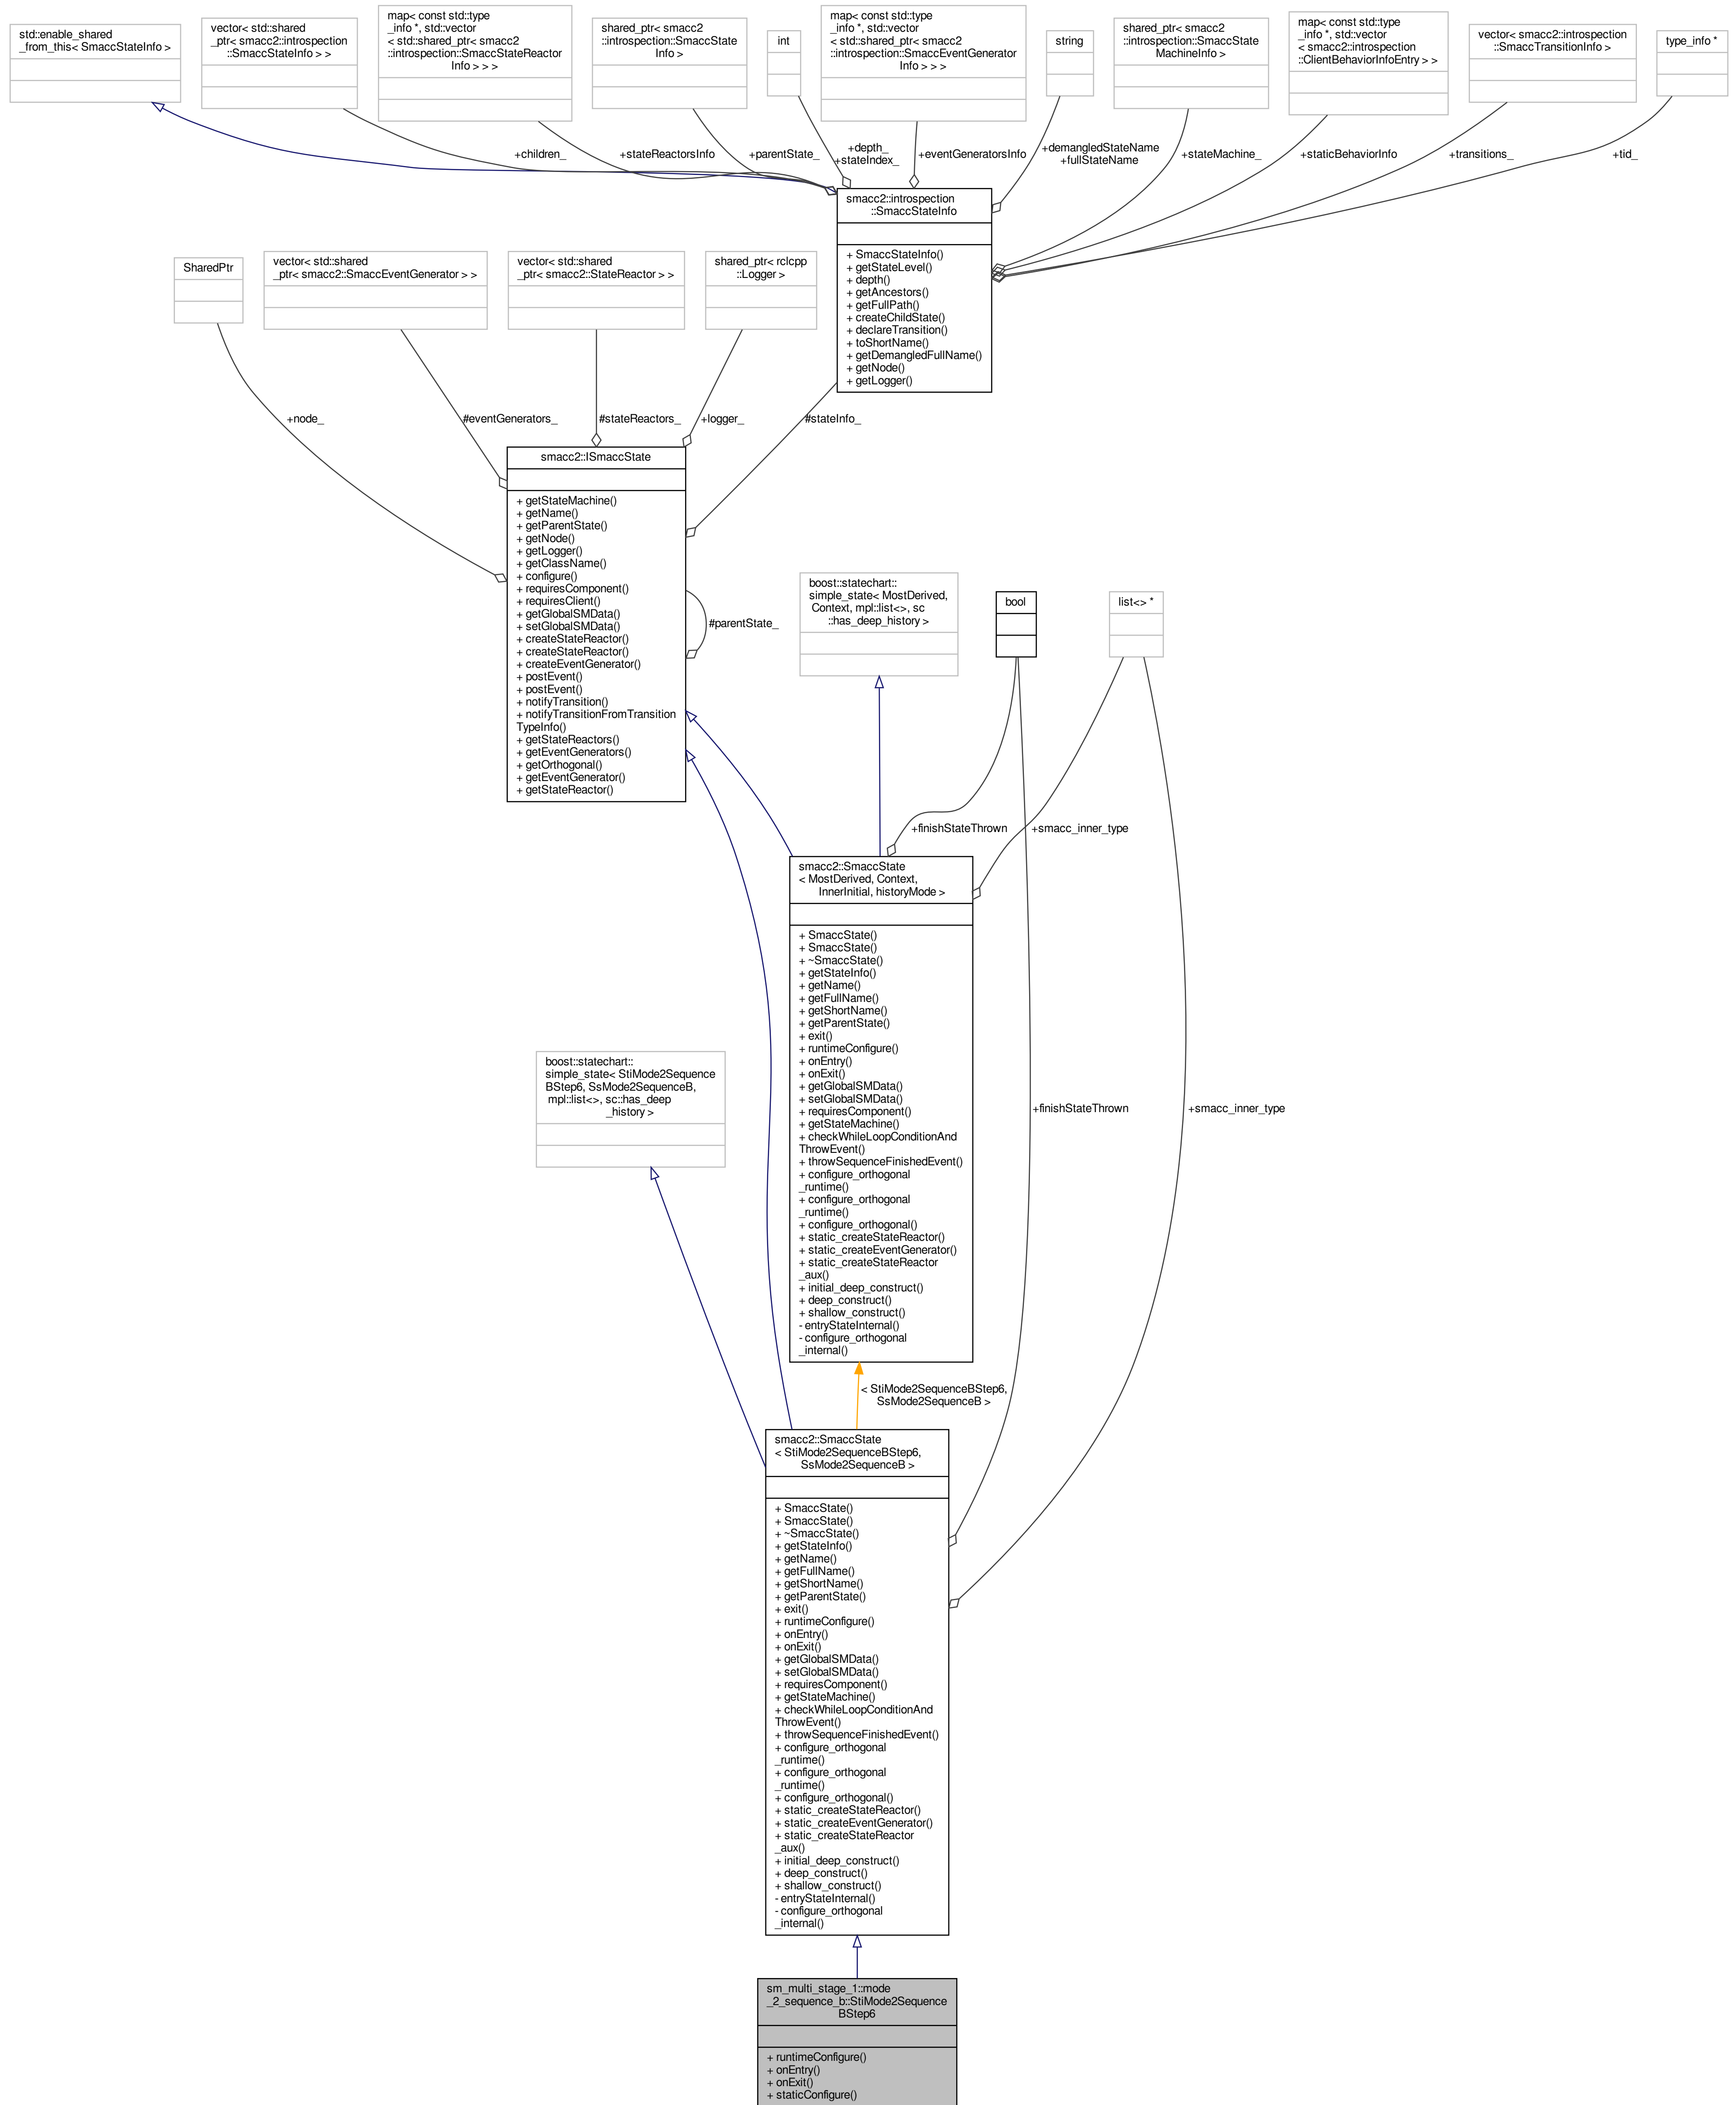 std::enable_shared
_from_this< SmaccStateInfo >
vector< std::shared
_ptr< smacc2::introspection
::SmaccStateInfo > >
map< const std::type
_info *, std::vector
< std::shared_ptr< smacc2
::introspection::SmaccStateReactor
Info > > >
shared_ptr< smacc2
::introspection::SmaccState
Info >
int
map< const std::type
_info *, std::vector
< std::shared_ptr< smacc2
::introspection::SmaccEventGenerator
Info > > >
string
shared_ptr< smacc2
::introspection::SmaccState
MachineInfo >
map< const std::type
_info *, std::vector
< smacc2::introspection
::ClientBehaviorInfoEntry > >
vector< smacc2::introspection
::SmaccTransitionInfo >
type_info *
+children_
+stateReactorsInfo
+parentState_
+depth_
+stateIndex_
+eventGeneratorsInfo
+demangledStateName
+fullStateName
+stateMachine_
+staticBehaviorInfo
+transitions_
+tid_
smacc2::introspection
::SmaccStateInfo
+ SmaccStateInfo()
+ getStateLevel()
+ depth()
+ getAncestors()
+ getFullPath()
+ createChildState()
+ declareTransition()
+ toShortName()
+ getDemangledFullName()
+ getNode()
+ getLogger()
SharedPtr
vector< std::shared
_ptr< smacc2::SmaccEventGenerator > >
vector< std::shared
_ptr< smacc2::StateReactor > >
shared_ptr< rclcpp
::Logger >
+node_
#eventGenerators_
#stateReactors_
+logger_
#stateInfo_
smacc2::ISmaccState
+ getStateMachine()
+ getName()
+ getParentState()
+ getNode()
+ getLogger()
+ getClassName()
+ configure()
+ requiresComponent()
+ requiresClient()
+ getGlobalSMData()
+ setGlobalSMData()
+ createStateReactor()
+ createStateReactor()
+ createEventGenerator()
+ postEvent()
+ postEvent()
+ notifyTransition()
+ notifyTransitionFromTransition
TypeInfo()
+ getStateReactors()
+ getEventGenerators()
+ getOrthogonal()
+ getEventGenerator()
+ getStateReactor()
#parentState_
boost::statechart::
simple_state< MostDerived,
Context, mpl::list<>, sc
::has_deep_history >
bool
list<> *
+finishStateThrown
+smacc_inner_type
smacc2::SmaccState
< MostDerived, Context,
InnerInitial, historyMode >
+ SmaccState()
+ SmaccState()
+ ~SmaccState()
+ getStateInfo()
+ getName()
+ getFullName()
+ getShortName()
+ getParentState()
+ exit()
+ runtimeConfigure()
+ onEntry()
+ onExit()
+ getGlobalSMData()
+ setGlobalSMData()
+ requiresComponent()
+ getStateMachine()
+ checkWhileLoopConditionAnd
ThrowEvent()
+ throwSequenceFinishedEvent()
+ configure_orthogonal
_runtime()
+ configure_orthogonal
_runtime()
+ configure_orthogonal()
+ static_createStateReactor()
+ static_createEventGenerator()
+ static_createStateReactor
_aux()
+ initial_deep_construct()
+ deep_construct()
+ shallow_construct()
- entryStateInternal()
- configure_orthogonal
_internal()
boost::statechart::
simple_state< StiMode2Sequence
BStep6, SsMode2SequenceB,
mpl::list<>, sc::has_deep
_history >
+finishStateThrown
+smacc_inner_type
< StiMode2SequenceBStep6,
SsMode2SequenceB >
smacc2::SmaccState
< StiMode2SequenceBStep6,
SsMode2SequenceB >
+ SmaccState()
+ SmaccState()
+ ~SmaccState()
+ getStateInfo()
+ getName()
+ getFullName()
+ getShortName()
+ getParentState()
+ exit()
+ runtimeConfigure()
+ onEntry()
+ onExit()
+ getGlobalSMData()
+ setGlobalSMData()
+ requiresComponent()
+ getStateMachine()
+ checkWhileLoopConditionAnd
ThrowEvent()
+ throwSequenceFinishedEvent()
+ configure_orthogonal
_runtime()
+ configure_orthogonal
_runtime()
+ configure_orthogonal()
+ static_createStateReactor()
+ static_createEventGenerator()
+ static_createStateReactor
_aux()
+ initial_deep_construct()
+ deep_construct()
+ shallow_construct()
- entryStateInternal()
- configure_orthogonal
_internal()
sm_multi_stage_1::mode
_2_sequence_b::StiMode2Sequence
BStep6
+ runtimeConfigure()
+ onEntry()
+ onExit()
+ staticConfigure()